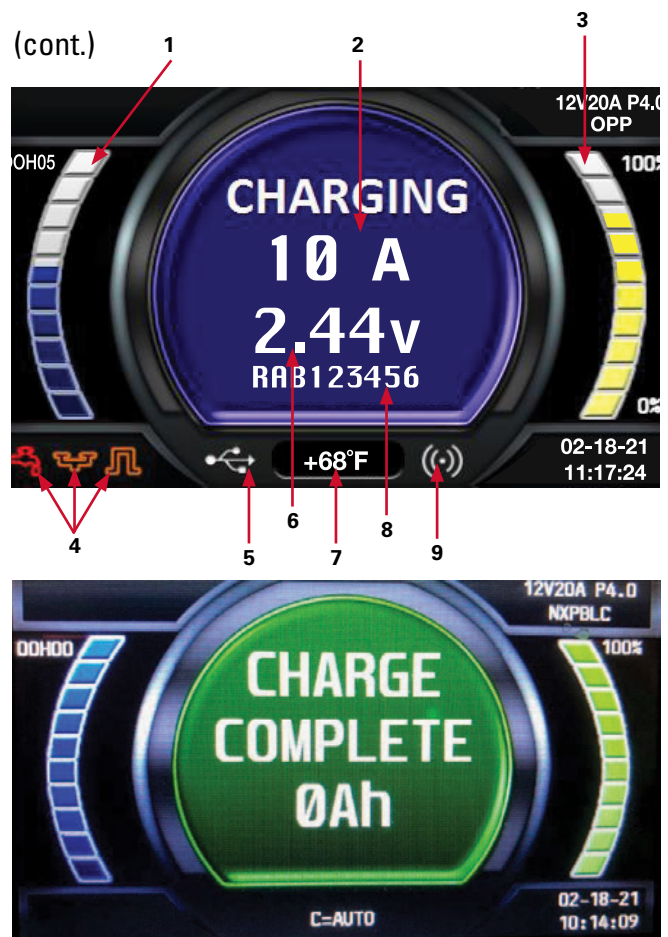 (cont.)
1
2
3
12V20A P4.0
OPP
OOH05
100%
CHARGING
10 A
2.44v
RAB123456
0%
+68°F
02-18-21
11:17:24
4
5
6
7
8
9
12V20A P4.0
NXPBLC
00H00
100%
CHARGE
COMPLETE
0Ah
C=AUTO
02-18-21
10:14:09